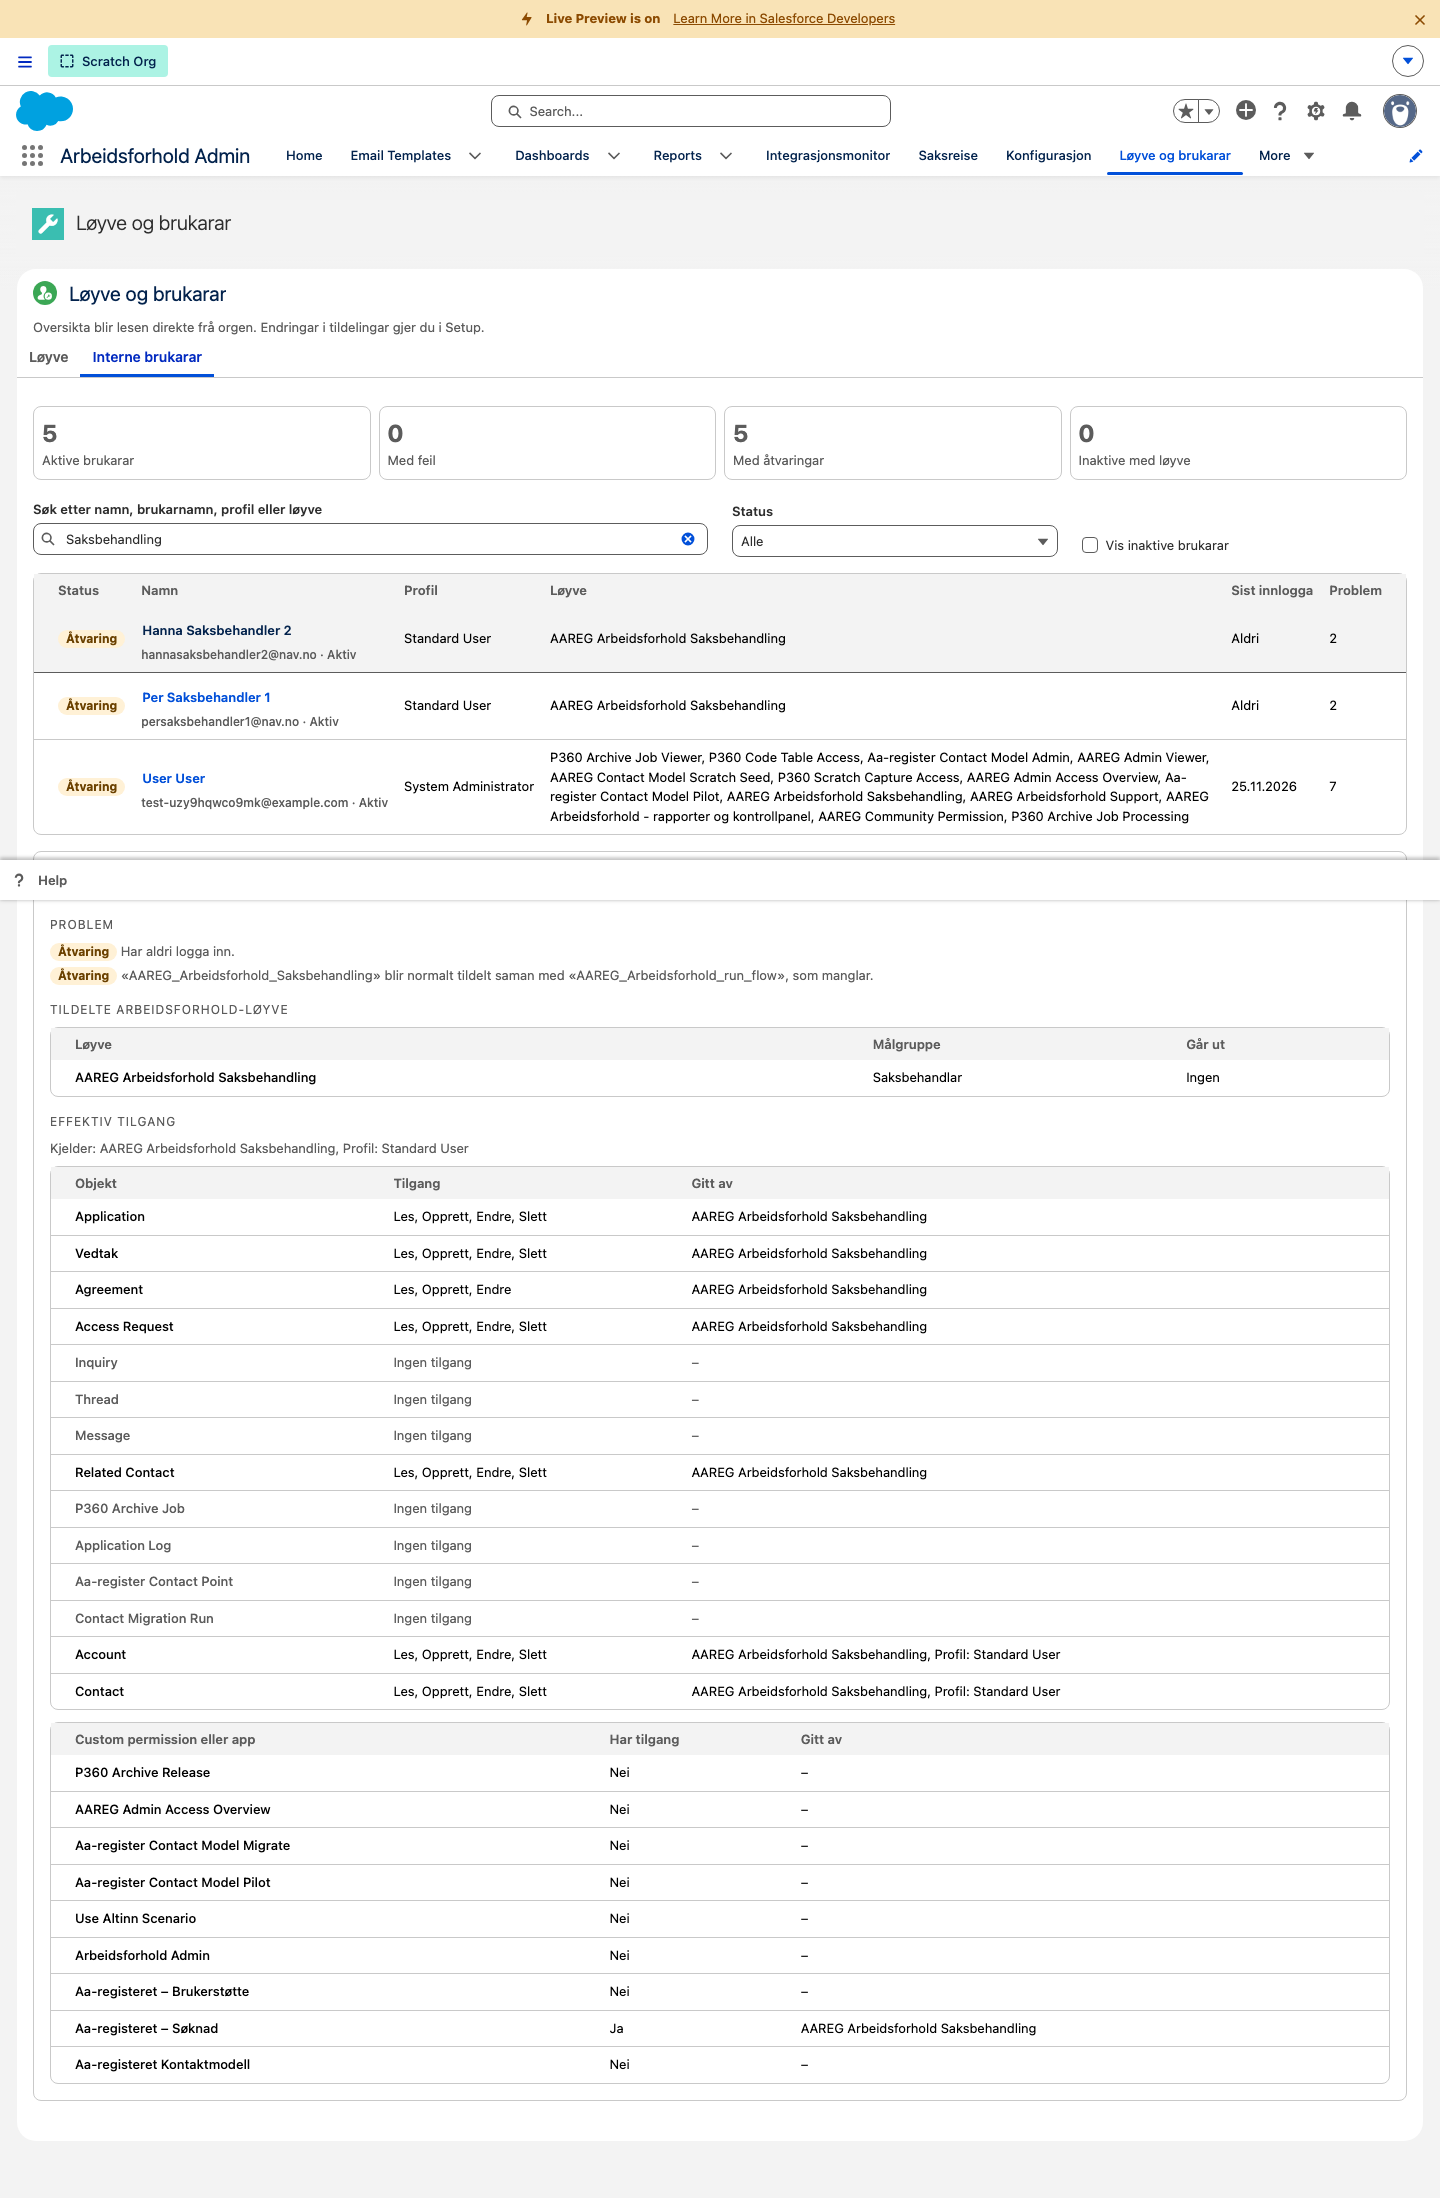 Live Preview is on Learn More in Salesforce Developers
Scratch Org
Search...
Arbeidsforhold Admin Home Email Templates Dashboards Reports Integrasjonsmonitor Saksreise Konfigurasjon Løyve og brukarar More
Løyve og brukarar
Løyve og brukarar
Oversikta blir lesen direkte frå orgen. Endringar i tildelingar gjer du i Setup.
Løyve Interne brukarar
5 0 5 0
Aktive brukarar Med feil Med åtvaringar Inaktive med løyve
Søk etter namn, brukarnamn, profil eller løyve Status
Saksbehandling Alle Vis inaktive brukarar
Status Namn Profil Løyve Sist innlogga Problem
Åtvaring Hanna Saksbehandler 2 Standard User AAREG Arbeidsforhold Saksbehandling Aldri 2
hannasaksbehandler2@nav.no · Aktiv
Åtvaring Per Saksbehandler 1 Standard User AAREG Arbeidsforhold Saksbehandling Aldri 2
persaksbehandler1@nav.no · Aktiv
Åtvaring User User System Administrator 25.11.2026 7
test-uzy9hqwco9mk@example.com · Aktiv
P360 Archive Job Viewer, P360 Code Table Access, Aa-register Contact Model Admin, AAREG Admin Viewer,
AAREG Contact Model Scratch Seed, P360 Scratch Capture Access, AAREG Admin Access Overview, Aa-
register Contact Model Pilot, AAREG Arbeidsforhold Saksbehandling, AAREG Arbeidsforhold Support, AAREG
Arbeidsforhold - rapporter og kontrollpanel, AAREG Community Permission, P360 Archive Job Processing
? Help
PROBLEM
Åtvaring Har aldri logga inn.
Åtvaring «AAREG_Arbeidsforhold_Saksbehandling» blir normalt tildelt saman med «AAREG_Arbeidsforhold_run_flow», som manglar.
TILDELTE ARBEIDSFORHOLD-LØYVE
Løyve Målgruppe Går ut
AAREG Arbeidsforhold Saksbehandling Saksbehandlar Ingen
EFFEKTIV TILGANG
Kjelder: AAREG Arbeidsforhold Saksbehandling, Profil: Standard User
Objekt Tilgang Gitt av
Application Les, Opprett, Endre, Slett AAREG Arbeidsforhold Saksbehandling
Vedtak Les, Opprett, Endre, Slett AAREG Arbeidsforhold Saksbehandling
Agreement Les, Opprett, Endre AAREG Arbeidsforhold Saksbehandling
Access Request Les, Opprett, Endre, Slett AAREG Arbeidsforhold Saksbehandling
Inquiry Ingen tilgang –
Thread Ingen tilgang –
Message Ingen tilgang –
Related Contact Les, Opprett, Endre, Slett AAREG Arbeidsforhold Saksbehandling
P360 Archive Job Ingen tilgang –
Application Log Ingen tilgang –
Aa-register Contact Point Ingen tilgang –
Contact Migration Run Ingen tilgang –
Account Les, Opprett, Endre, Slett AAREG Arbeidsforhold Saksbehandling, Profil: Standard User
Contact Les, Opprett, Endre, Slett AAREG Arbeidsforhold Saksbehandling, Profil: Standard User
Custom permission eller app Har tilgang Gitt av
P360 Archive Release Nei –
AAREG Admin Access Overview Nei –
Aa-register Contact Model Migrate Nei –
Aa-register Contact Model Pilot Nei –
Use Altinn Scenario Nei –
Arbeidsforhold Admin Nei –
Aa-registeret – Brukerstøtte Nei –
Aa-registeret – Søknad Ja AAREG Arbeidsforhold Saksbehandling
Aa-registeret Kontaktmodell Nei –